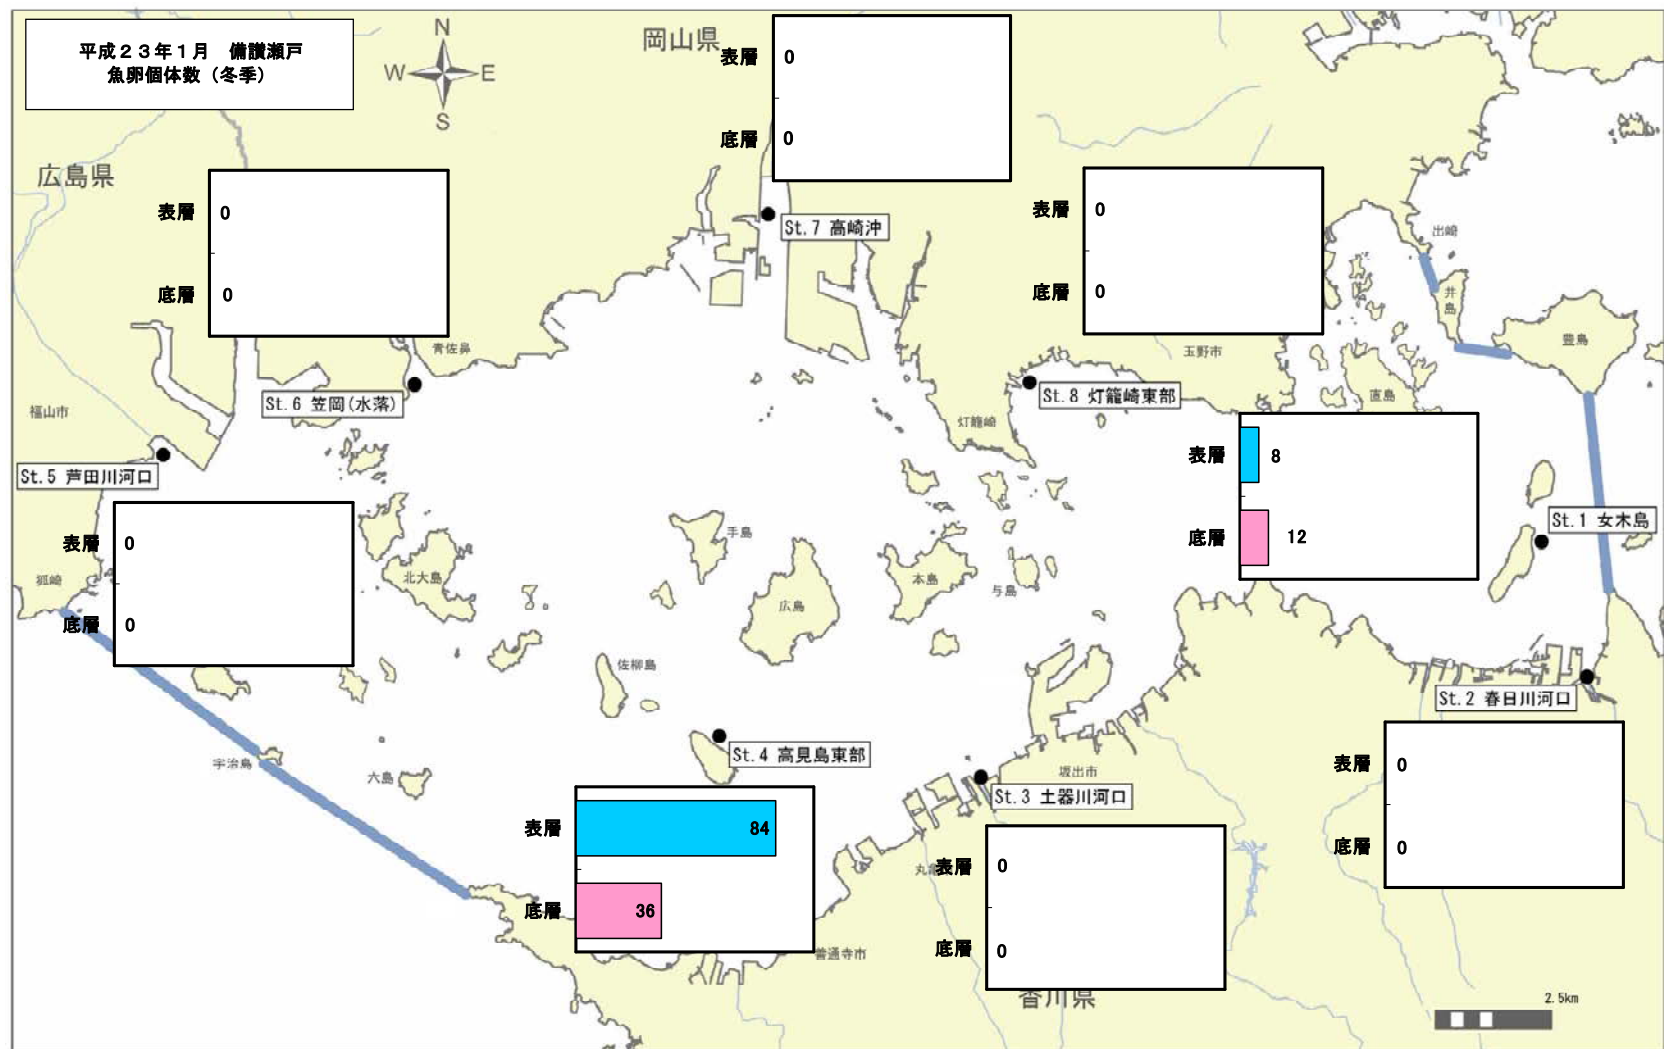 平成２３年１月　備讃瀬戸
魚卵個体数（冬季）
N
W
E
S
岡山県
広島県
香川県
表層
0
底層
0
St.7 高崎沖
表層
0
底層
0
St.6 笠岡(水落)
表層
0
底層
0
St.8 灯籠崎東部
出崎
井島
豊島
玉野市
直島
青佐鼻
福山市
St.5 芦田川河口
表層
0
底層
0
狐崎
灯籠崎
表層
8
底層
12
St.1 女木島
手島
北大島
広島
本島
与島
佐柳島
St.2 春日川河口
表層
0
底層
0
St.4 高見島東部
表層
84
底層
36
宇治島
六島
坂出市
St.3 土器川河口
表層
0
底層
0
丸
善通寺市
2.5km